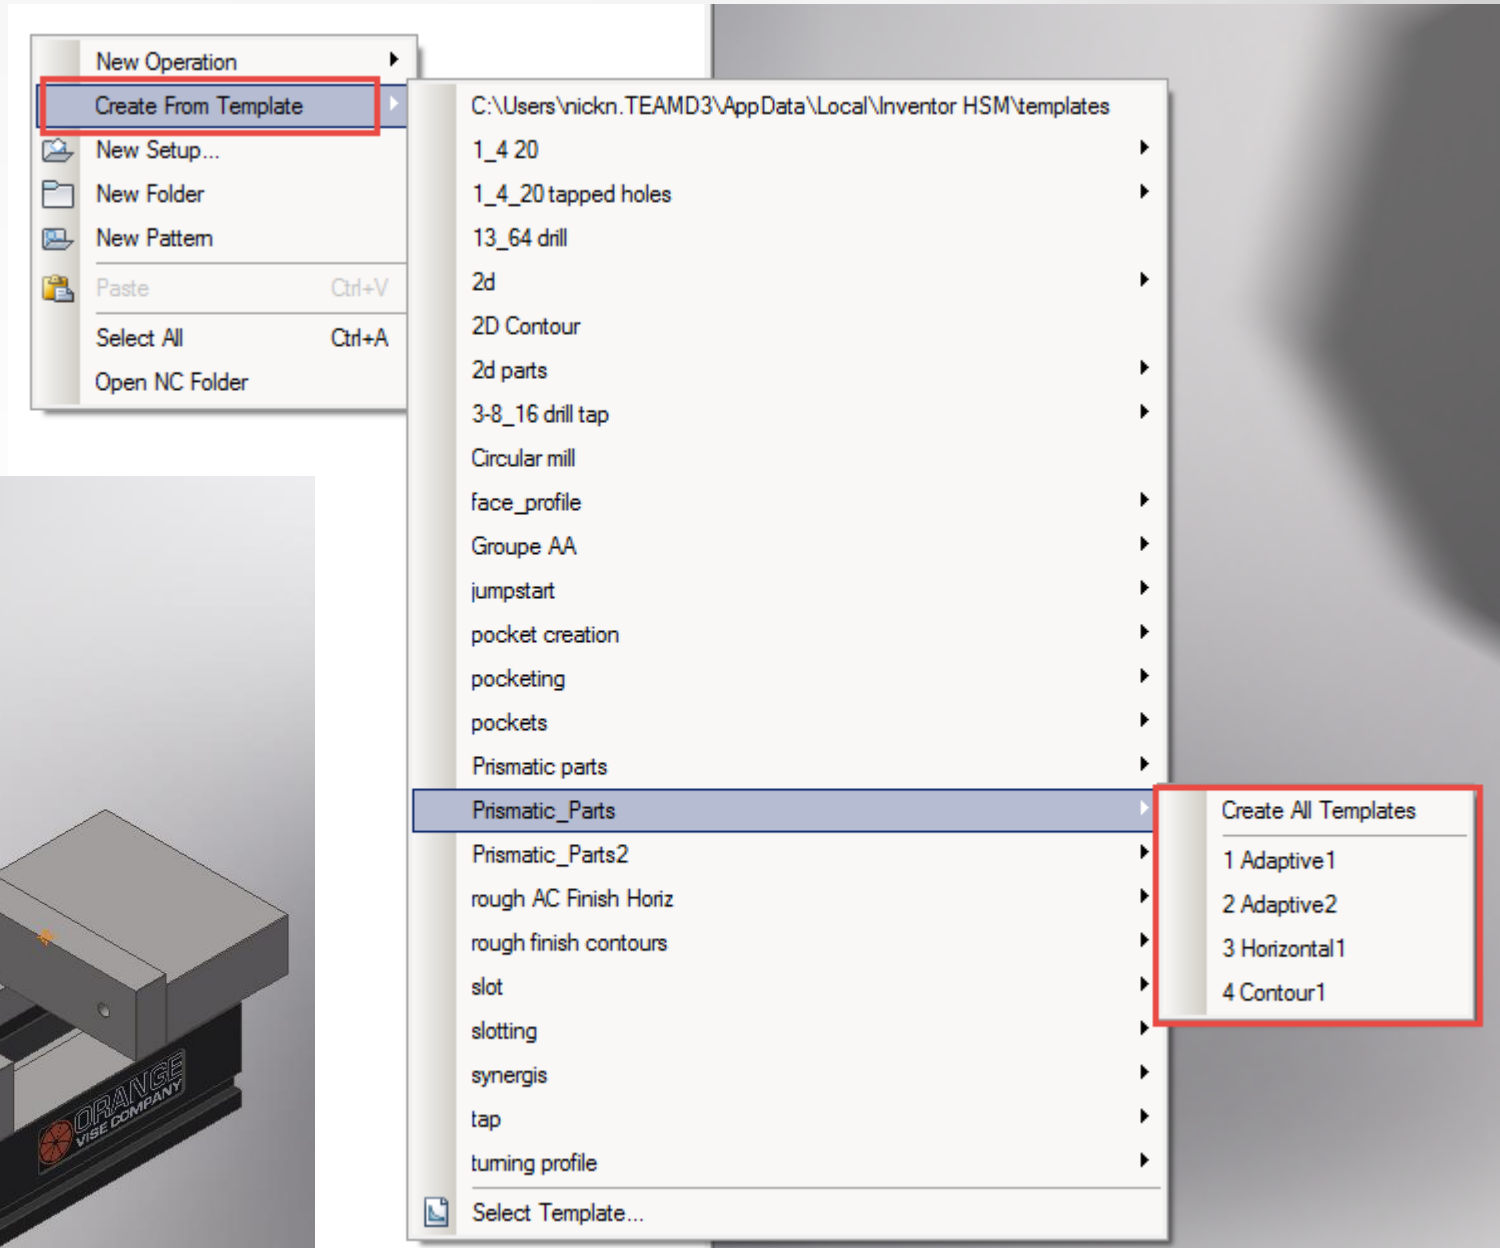 New Operation
Create From Template
New Setup...
New Folder
New Pattern
Paste Ctrl+V
Select All Ctrl+A
Open NC Folder
C:\Users\nickn.TEAMD3\AppData\Local\Inventor HSM\templates
1_4 20
1_4_20 tapped holes
13_64 drill
2d
2D Contour
2d parts
3-8_16 drill tap
Circular mill
face_profile
Groupe AA
jumpstart
pocket creation
pocketing
pockets
Prismatic parts
Prismatic_Parts
Prismatic_Parts2
rough AC Finish Horiz
rough finish contours
slot
slotting
synergis
tap
turning profile
Select Template...
Create All Templates
1 Adaptive1
2 Adaptive2
3 Horizontal1
4 Contour1
ORANGE
VISE COMPANY